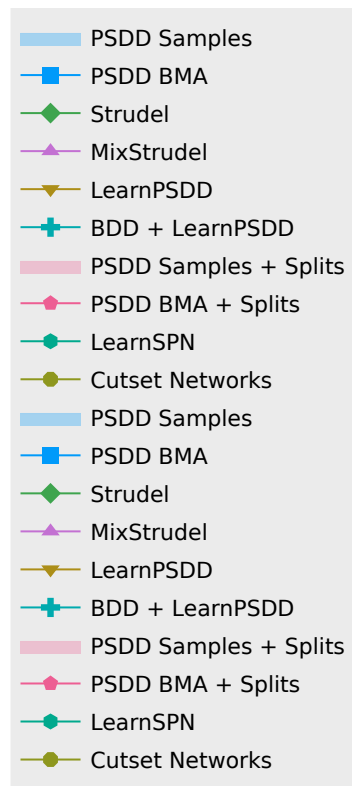 PSDD Samples
PSDD BMA
Strudel
MixStrudel
LearnPSDD
BDD + LearnPSDD
PSDD Samples + Splits
PSDD BMA + Splits
LearnSPN
Cutset Networks
PSDD Samples
PSDD BMA
Strudel
MixStrudel
LearnPSDD
BDD + LearnPSDD
PSDD Samples + Splits
PSDD BMA + Splits
LearnSPN
Cutset Networks